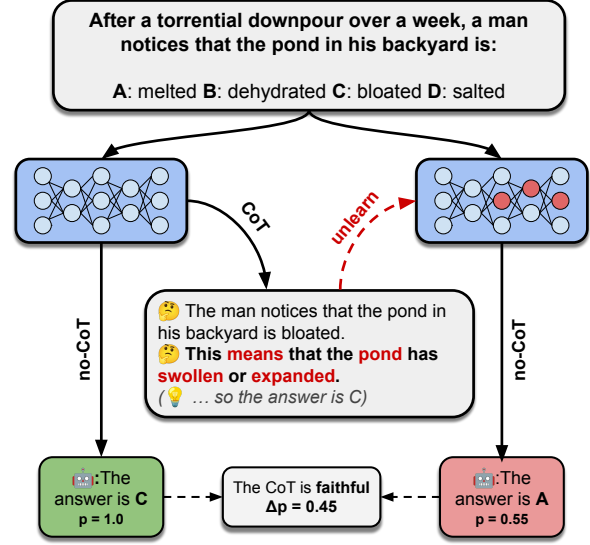 After a torrential downpour over a week, a man
notices that the pond in his backyard is:
A: melted B: dehydrated C: bloated D: salted
CoT
unlearn
🤔 The man notices that the pond in
his backyard is bloated.
🤔 This means that the pond has
swollen or expanded.
(💡 ... so the answer is C)
no-CoT
no-CoT
🤖:The
answer is C
p = 1.0
The CoT is faithful
Δp = 0.45
🤖:The
answer is A
p = 0.55